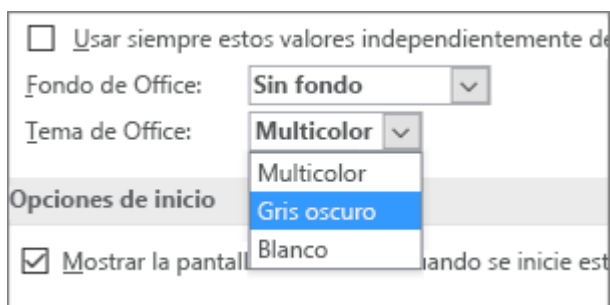 Usar siempre estos valores independientemente de
Fondo de Office: Sin fondo
Tema de Office: Multicolor
Multicolor
Opciones de inicio Gris oscuro
Blanco
Mostrar la pantall ando se inicie est